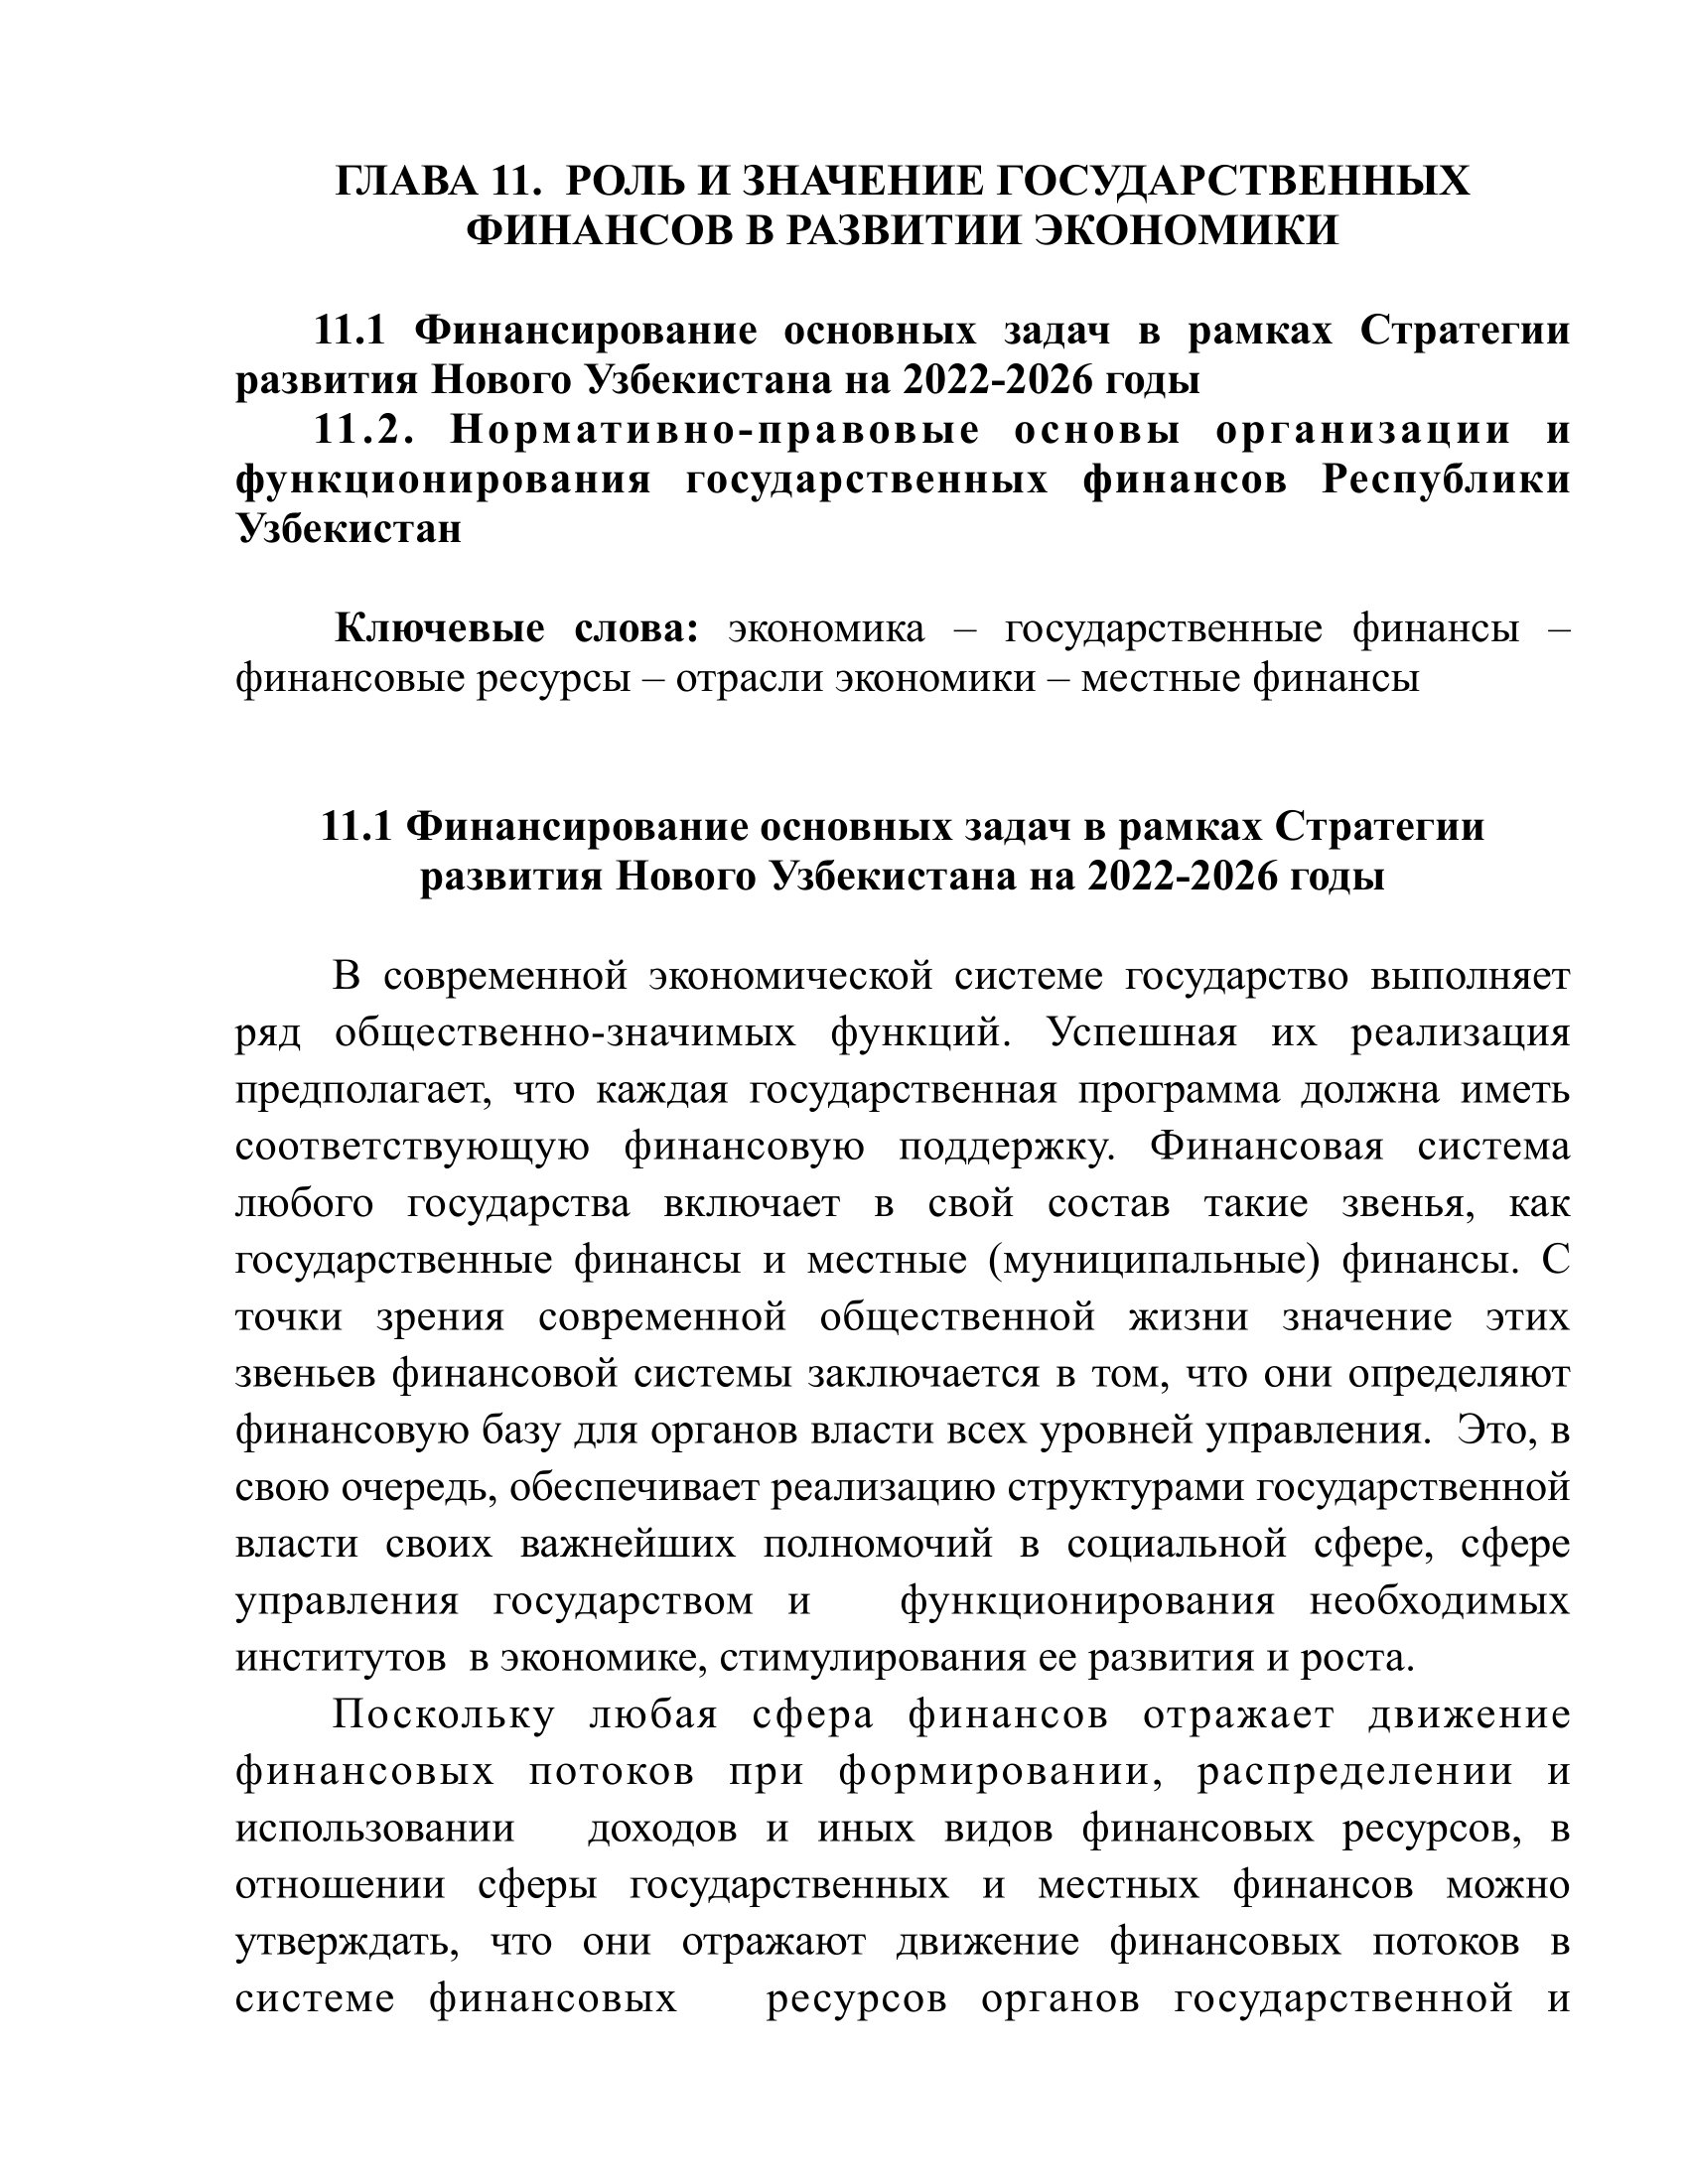 ГЛАВА 11. РОЛЬ И ЗНАЧЕНИЕ ГОСУДАРСТВЕННЫХ
ФИНАНСОВ В РАЗВИТИИ ЭКОНОМИКИ
11.1 Финансирование основных задач в рамках Стратегии
развития Нового Узбекистана на 2022-2026 годы
11.2. Нормативно-правовые основы организации и
функционирования государственных финансов Республики
Узбекистан
Ключевые слова: экономика – государственные финансы –
финансовые ресурсы – отрасли экономики – местные финансы
11.1 Финансирование основных задач в рамках Стратегии
развития Нового Узбекистана на 2022-2026 годы
В современной экономической системе государство выполняет
ряд общественно-значимых функций. Успешная их реализация
предполагает, что каждая государственная программа должна иметь
соответствующую финансовую поддержку. Финансовая система
любого государства включает в свой состав такие звенья, как
государственные финансы и местные (муниципальные) финансы. С
точки зрения современной общественной жизни значение этих
звеньев финансовой системы заключается в том, что они определяют
финансовую базу для органов власти всех уровней управления. Это, в
свою очередь, обеспечивает реализацию структурами государственной
власти своих важнейших полномочий в социальной сфере, сфере
управления государством и функционирования необходимых
институтов в экономике, стимулирования ее развития и роста.
Поскольку любая сфера финансов отражает движение
финансовых потоков при формировании, распределении и
использовании доходов и иных видов финансовых ресурсов, в
отношении сферы государственных и местных финансов можно
утверждать, что они отражают движение финансовых потоков в
системе финансовых ресурсов органов государственной и